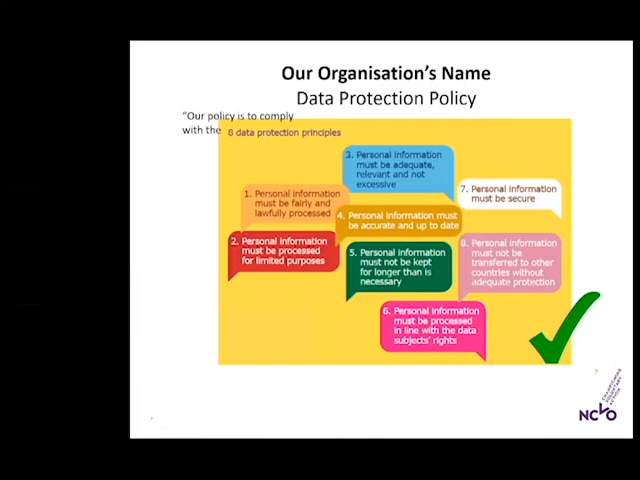 Our Organisation's Name
Data Protection Policy
"Our policy is to comply
with the
8 data protection principles
1. Personal information
must be fairly and
lawfully processed
2. Personal information
must be processed
for limited purposes
3. Personal information
must be adequate,
relevant and not
excessive
4. Personal information must
be accurate and up to date
5. Personal information
must not be kept
for longer than is
necessary
6. Personal information
must be processed
in line with the data
subjects' rights
7. Personal information
must be secure
8. Personal information
must not be
transferred to other
countries without
adequate protection
7
CHAMPIONING
VOLUNTARY
ACTION
NCVO